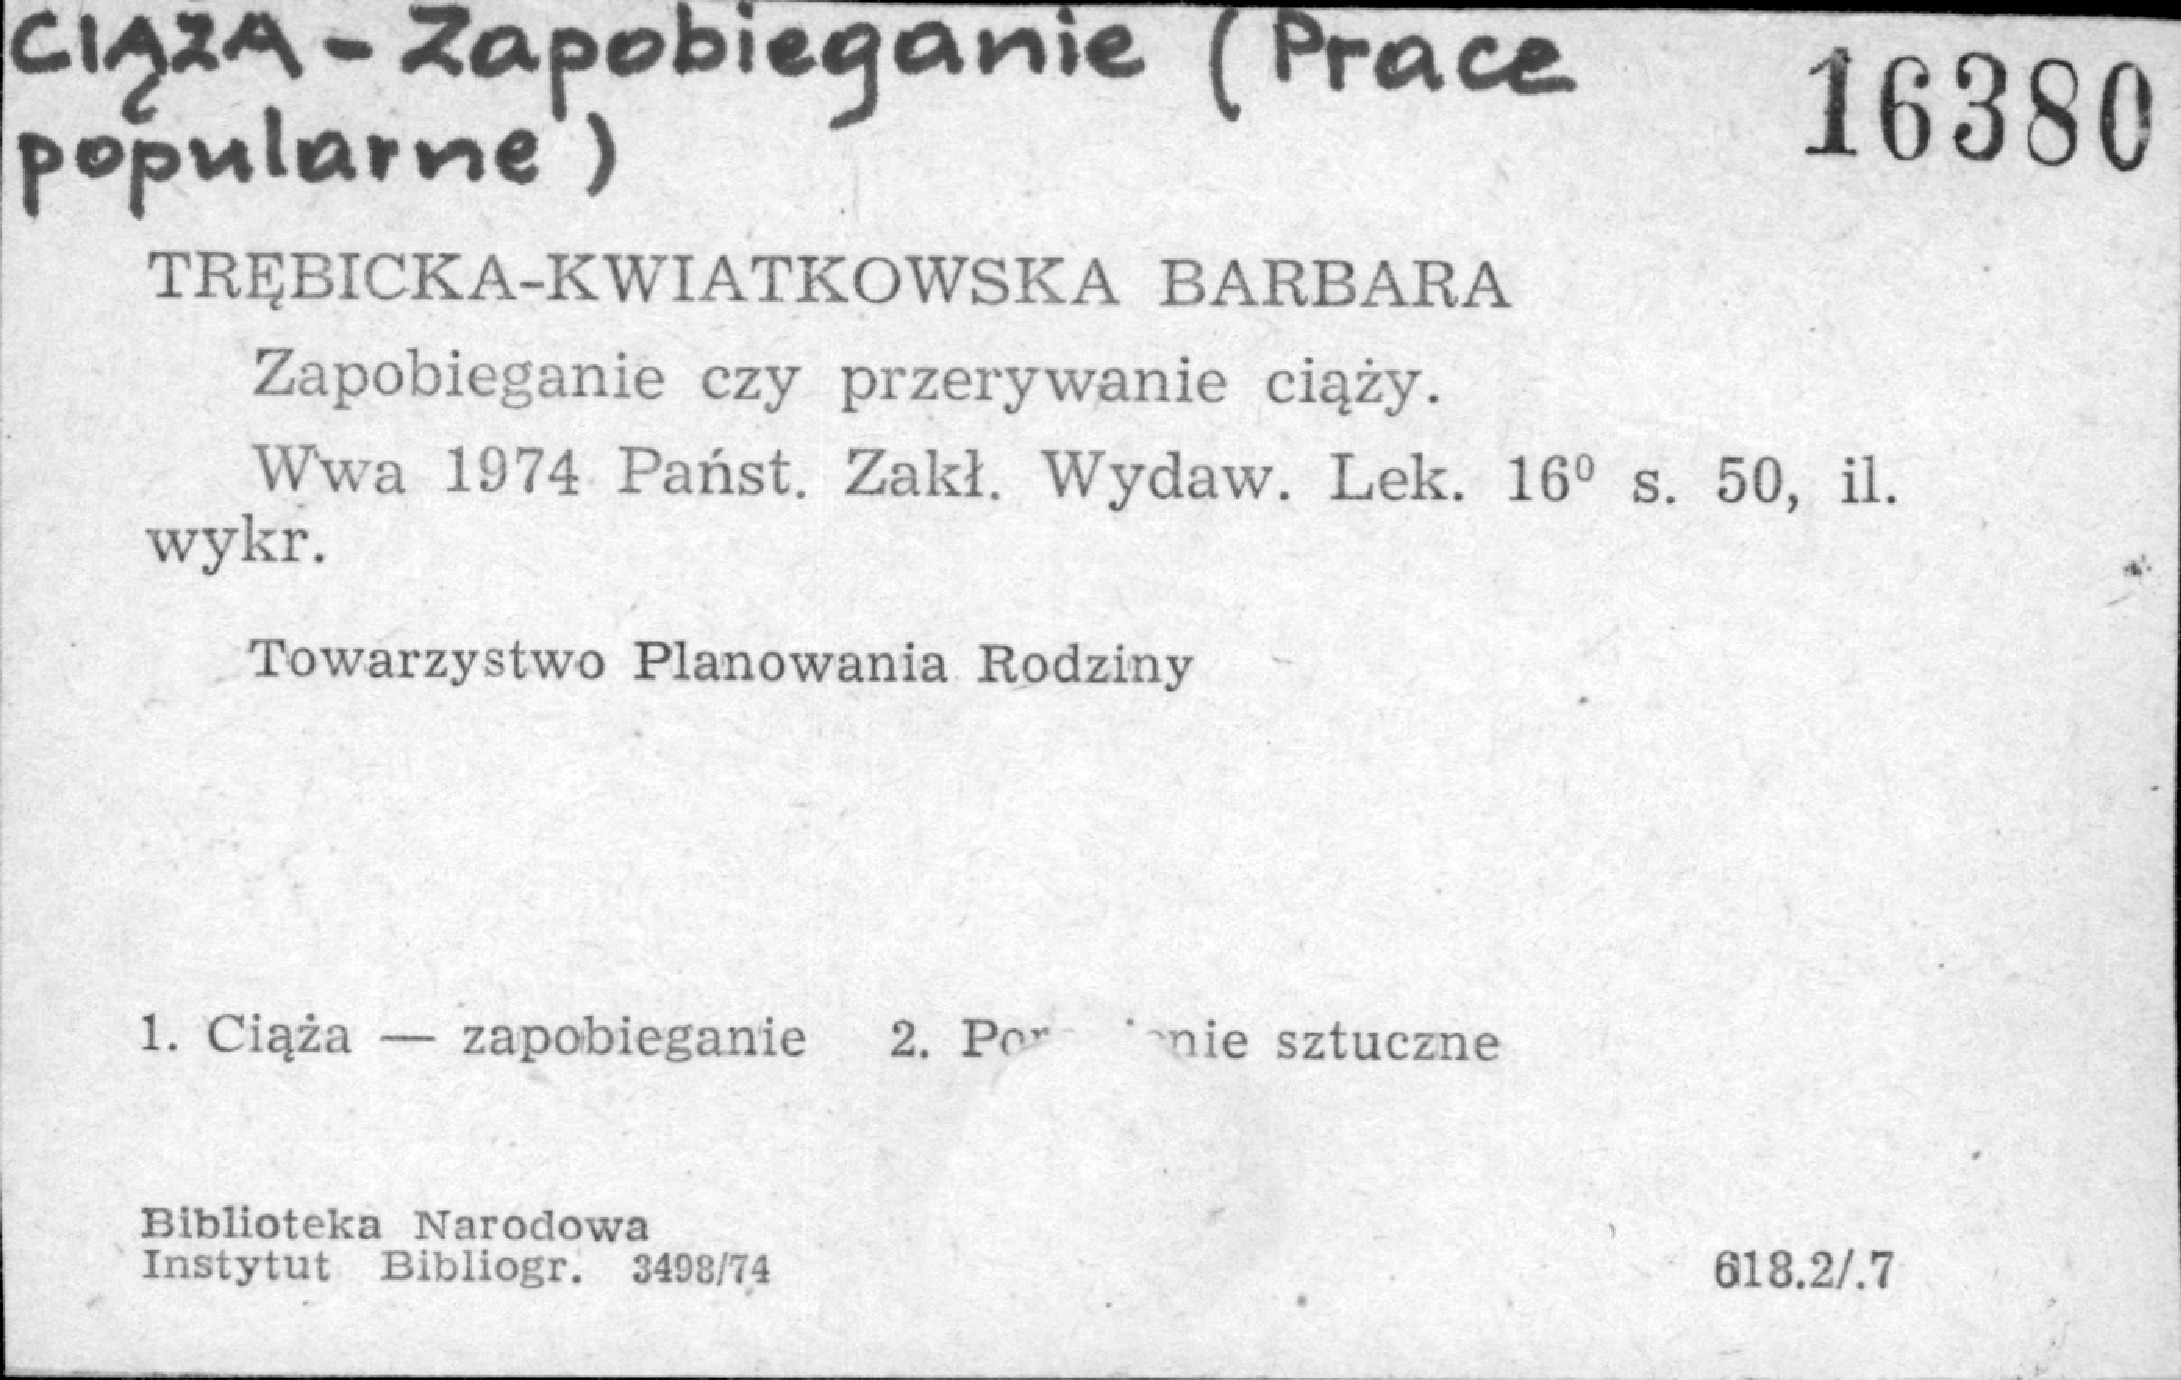 CIĄŻA - Zapobieganie (Prace
popularne)
16380
TRĘBICKA-KWIATKOWSKA BARBARA
Zapobieganie czy przerywanie ciąży.
Wwa 1974 Państ. Zakł. Wydaw. Lek. 16⁰ s. 50, il.
wykr.
Towarzystwo Planowania Rodziny
1. Ciąża — zapobieganie 2. sztuczne
Biblioteka Narodowa
Instytut Bibliogr. 3498/74
618.2/.7